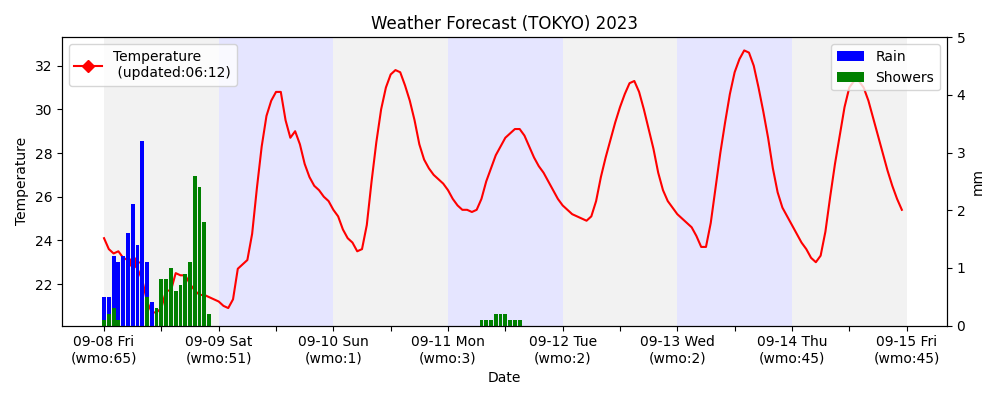 Weather Forecast (TOKYO) 2023
Temperature
(updated:06:12)
Rain
Showers
Temperature
32
30
28
26
24
22
5
4
3
2
1
0
mm
09-08 Fri
(wmo:65)
09-09 Sat
(wmo:51)
09-10 Sun
(wmo:1)
09-11 Mon
(wmo:3)
09-12 Tue
(wmo:2)
09-13 Wed
(wmo:2)
09-14 Thu
(wmo:45)
09-15 Fri
(wmo:45)
Date